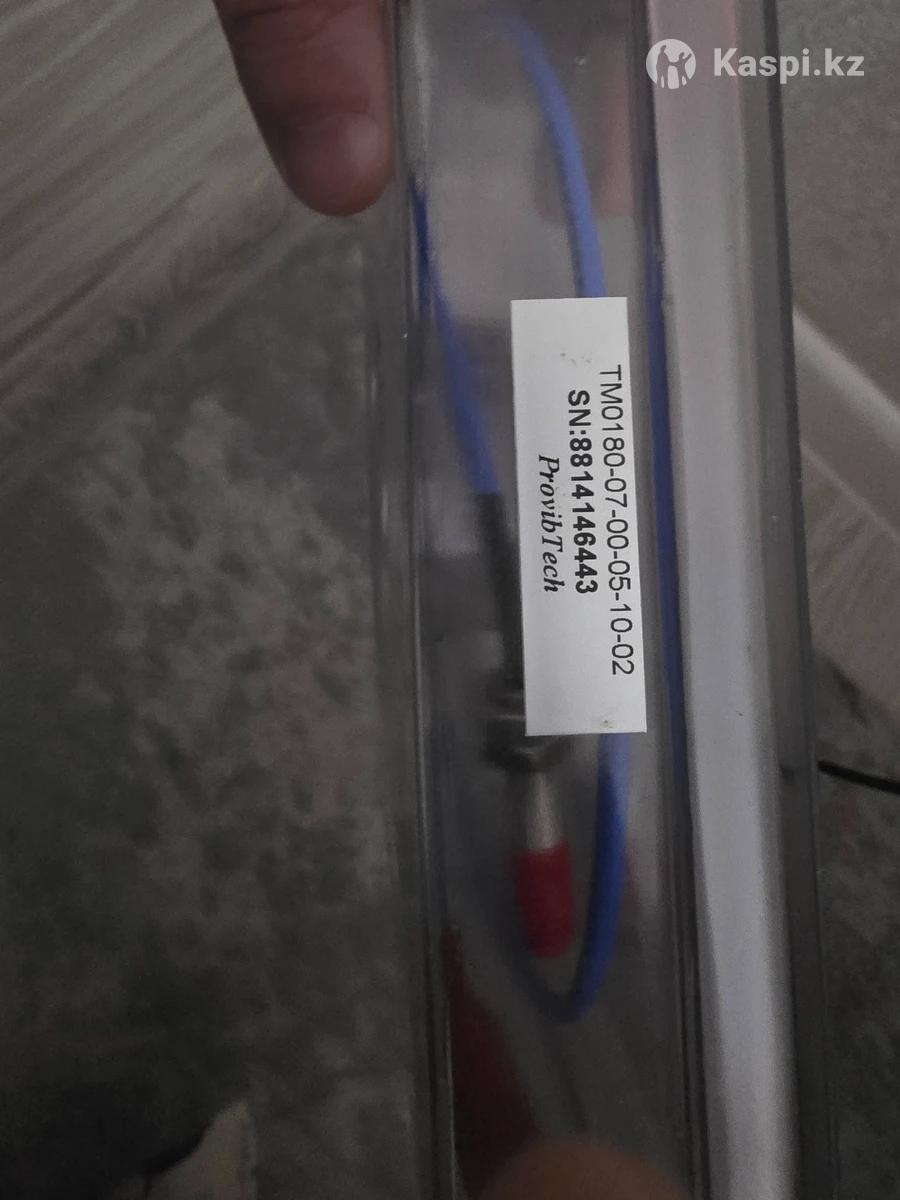 Kaspi.kz
TM0180-07-00-05-10-02
SN:8814146443
ProvibTech